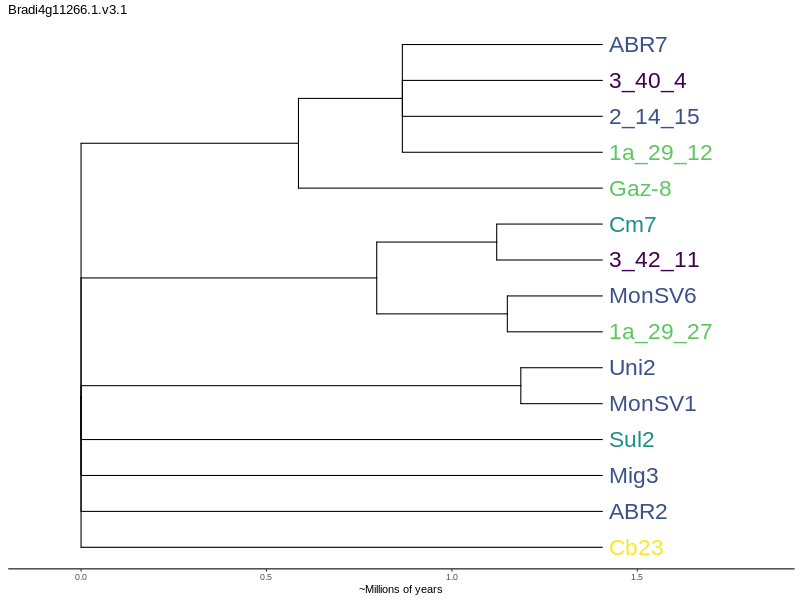 Bradi4g11266.1.v3.1
ABR7
3_40_4
2_14_15
1a_29_12
Gaz-8
Cm7
3_42_11
MonSV6
1a_29_27
Uni2
MonSV1
Sul2
Mig3
ABR2
Cb23
0.0 0.5 1.0 1.5
~Millions of years